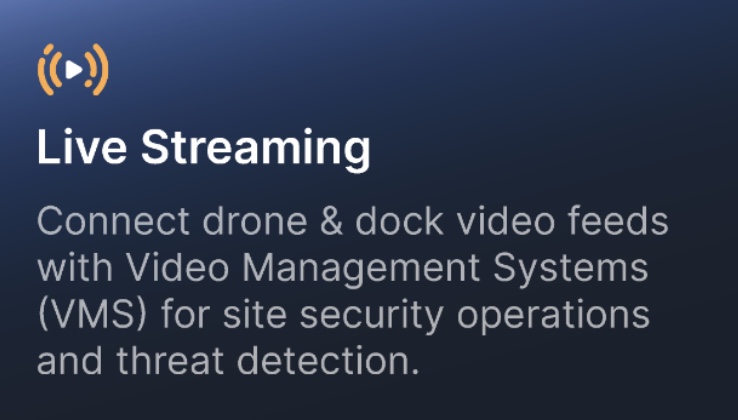 Live Streaming
Connect drone & dock video feeds
with Video Management Systems
(VMS) for site security operations
and threat detection.